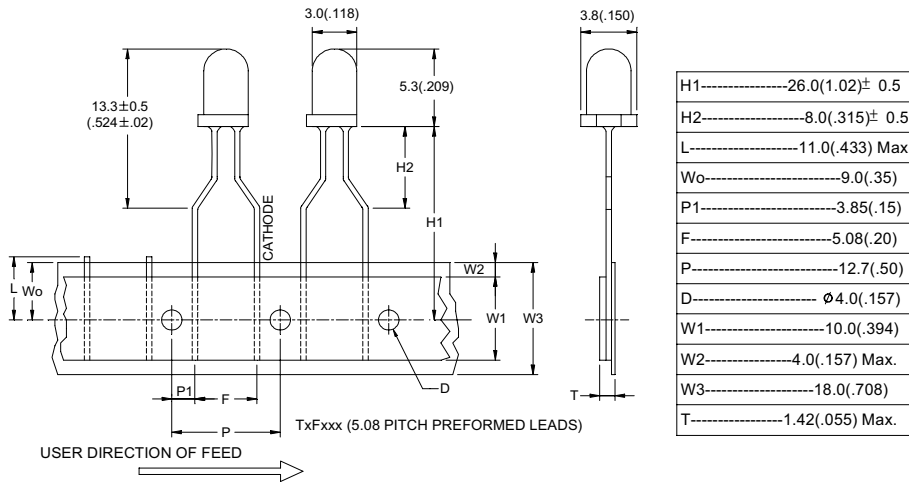 3.0(.118)
3.8(.150)
13.3±0.5
(.524±.02)
5.3(.209)
H2
H1
CATHODE
L
Wo
W2
W1
W3
P1
F
D
P
T
TxFxxx (5.08 PITCH PREFORMED LEADS)
USER DIRECTION OF FEED
H1---------------26.0(1.02)± 0.5
H2------------------8.0(.315)± 0.5
L-------------------11.0(.433) Max
Wo------------------------9.0(.35)
P1-------------------------3.85(.15)
F--------------------------5.08(.20)
P--------------------------12.7(.50)
D----------------- ø4.0(.157)
W1----------------------10.0(.394)
W2---------------4.0(.157) Max.
W3-------------------18.0(.708)
T----------------1.42(.055) Max.